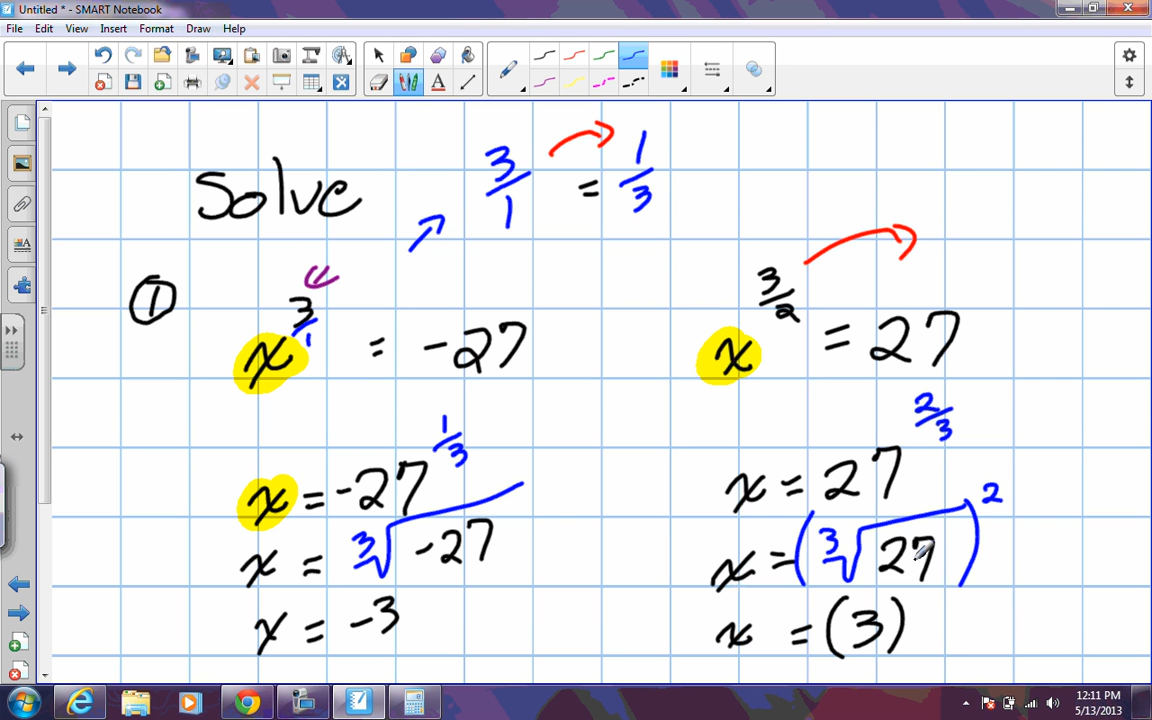 Untitled * - SMART Notebook
File Edit View Insert Format Draw Help
Solve 3/1 = 1/3
① x^3/1 = -27
x = -27^1/3
x = ∛-27
x = -3
x^3/2 = 27
x = 27^2/3
x = (∛27)^2
x = (3)
12:11 PM
5/13/2013